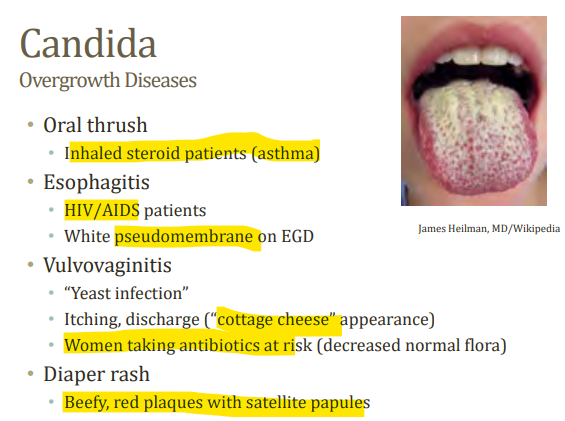 Candida
Overgrowth Diseases
• Oral thrush
• Inhaled steroid patients (asthma)
• Esophagitis
• HIV/AIDS patients
• White pseudomembrane on EGD
• Vulvovaginitis
• “Yeast infection”
• Itching, discharge (“cottage cheese” appearance)
• Women taking antibiotics at risk (decreased normal flora)
• Diaper rash
• Beefy, red plaques with satellite papules
James Heilman, MD/Wikipedia